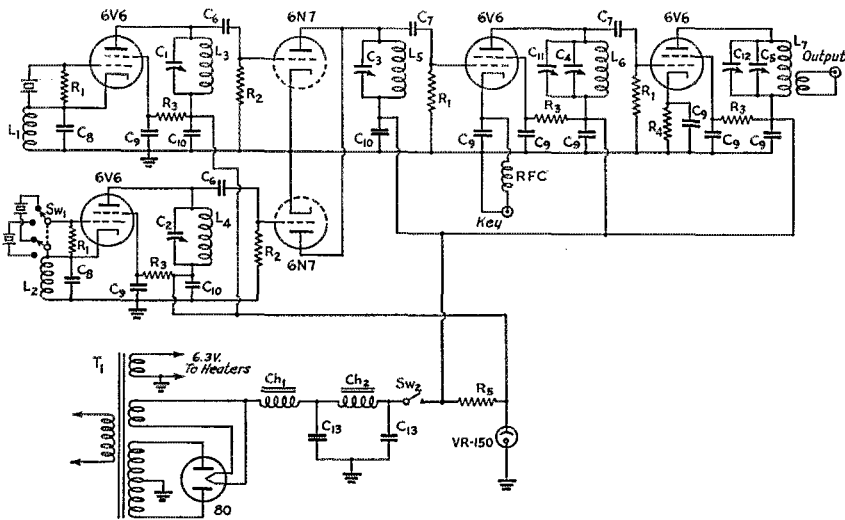 6V6
C6
6N7
C7
6V6
C7
6V6
L7
Output
C1
L3
C3
L5
C11
C4
L6
C12
C5
R1
R3
R2
R1
R3
R1
C9
R3
L1
C8
C9
C10
C10
C9
C9
C9
R4
C9
C9
RFC
Key
6V6
C6
Sw1
C2
L4
R1
R3
R2
6N7
L2
C8
C9
C10
T1
6.3V.
To Heaters
Ch1
Ch2
Sw2
R5
C13
C13
VR-150
80